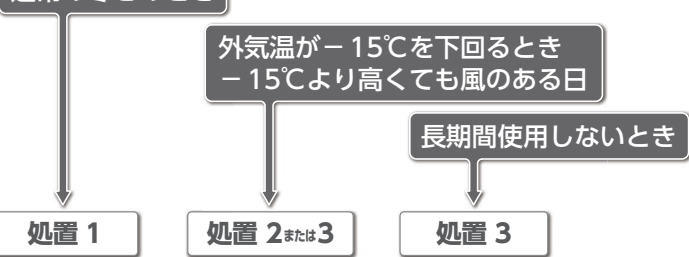 外気温が－15℃を下回るとき
－15℃より高くても風のある日
長期間使用しないとき
処置 1
処置 2または3
処置 3